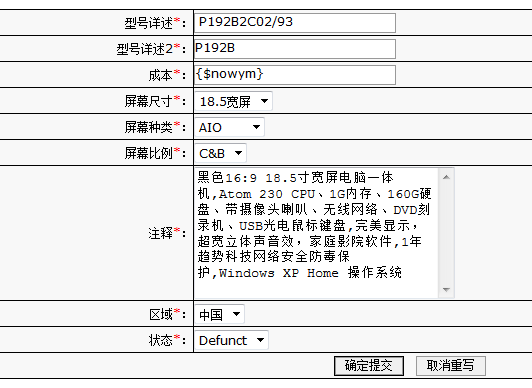 型号详述*: P192B2C02/93
型号详述2*: P192B
成本*: {$nowym}
屏幕尺寸*: 18.5宽屏
屏幕种类*: AIO
屏幕比例*: C&B
黑色16:9 18.5寸宽屏电脑一体
机,Atom 230 CPU、1G内存、160G硬
盘、带摄像头喇叭、无线网络、DVD刻
注释*: 录机、USB光电鼠标键盘,完美显示，
超宽立体声音效，家庭影院软件,1年
趋势科技网络安全防毒保
护,Windows XP Home 操作系统
区域*: 中国
状态*: Defunct
确定提交 取消重写